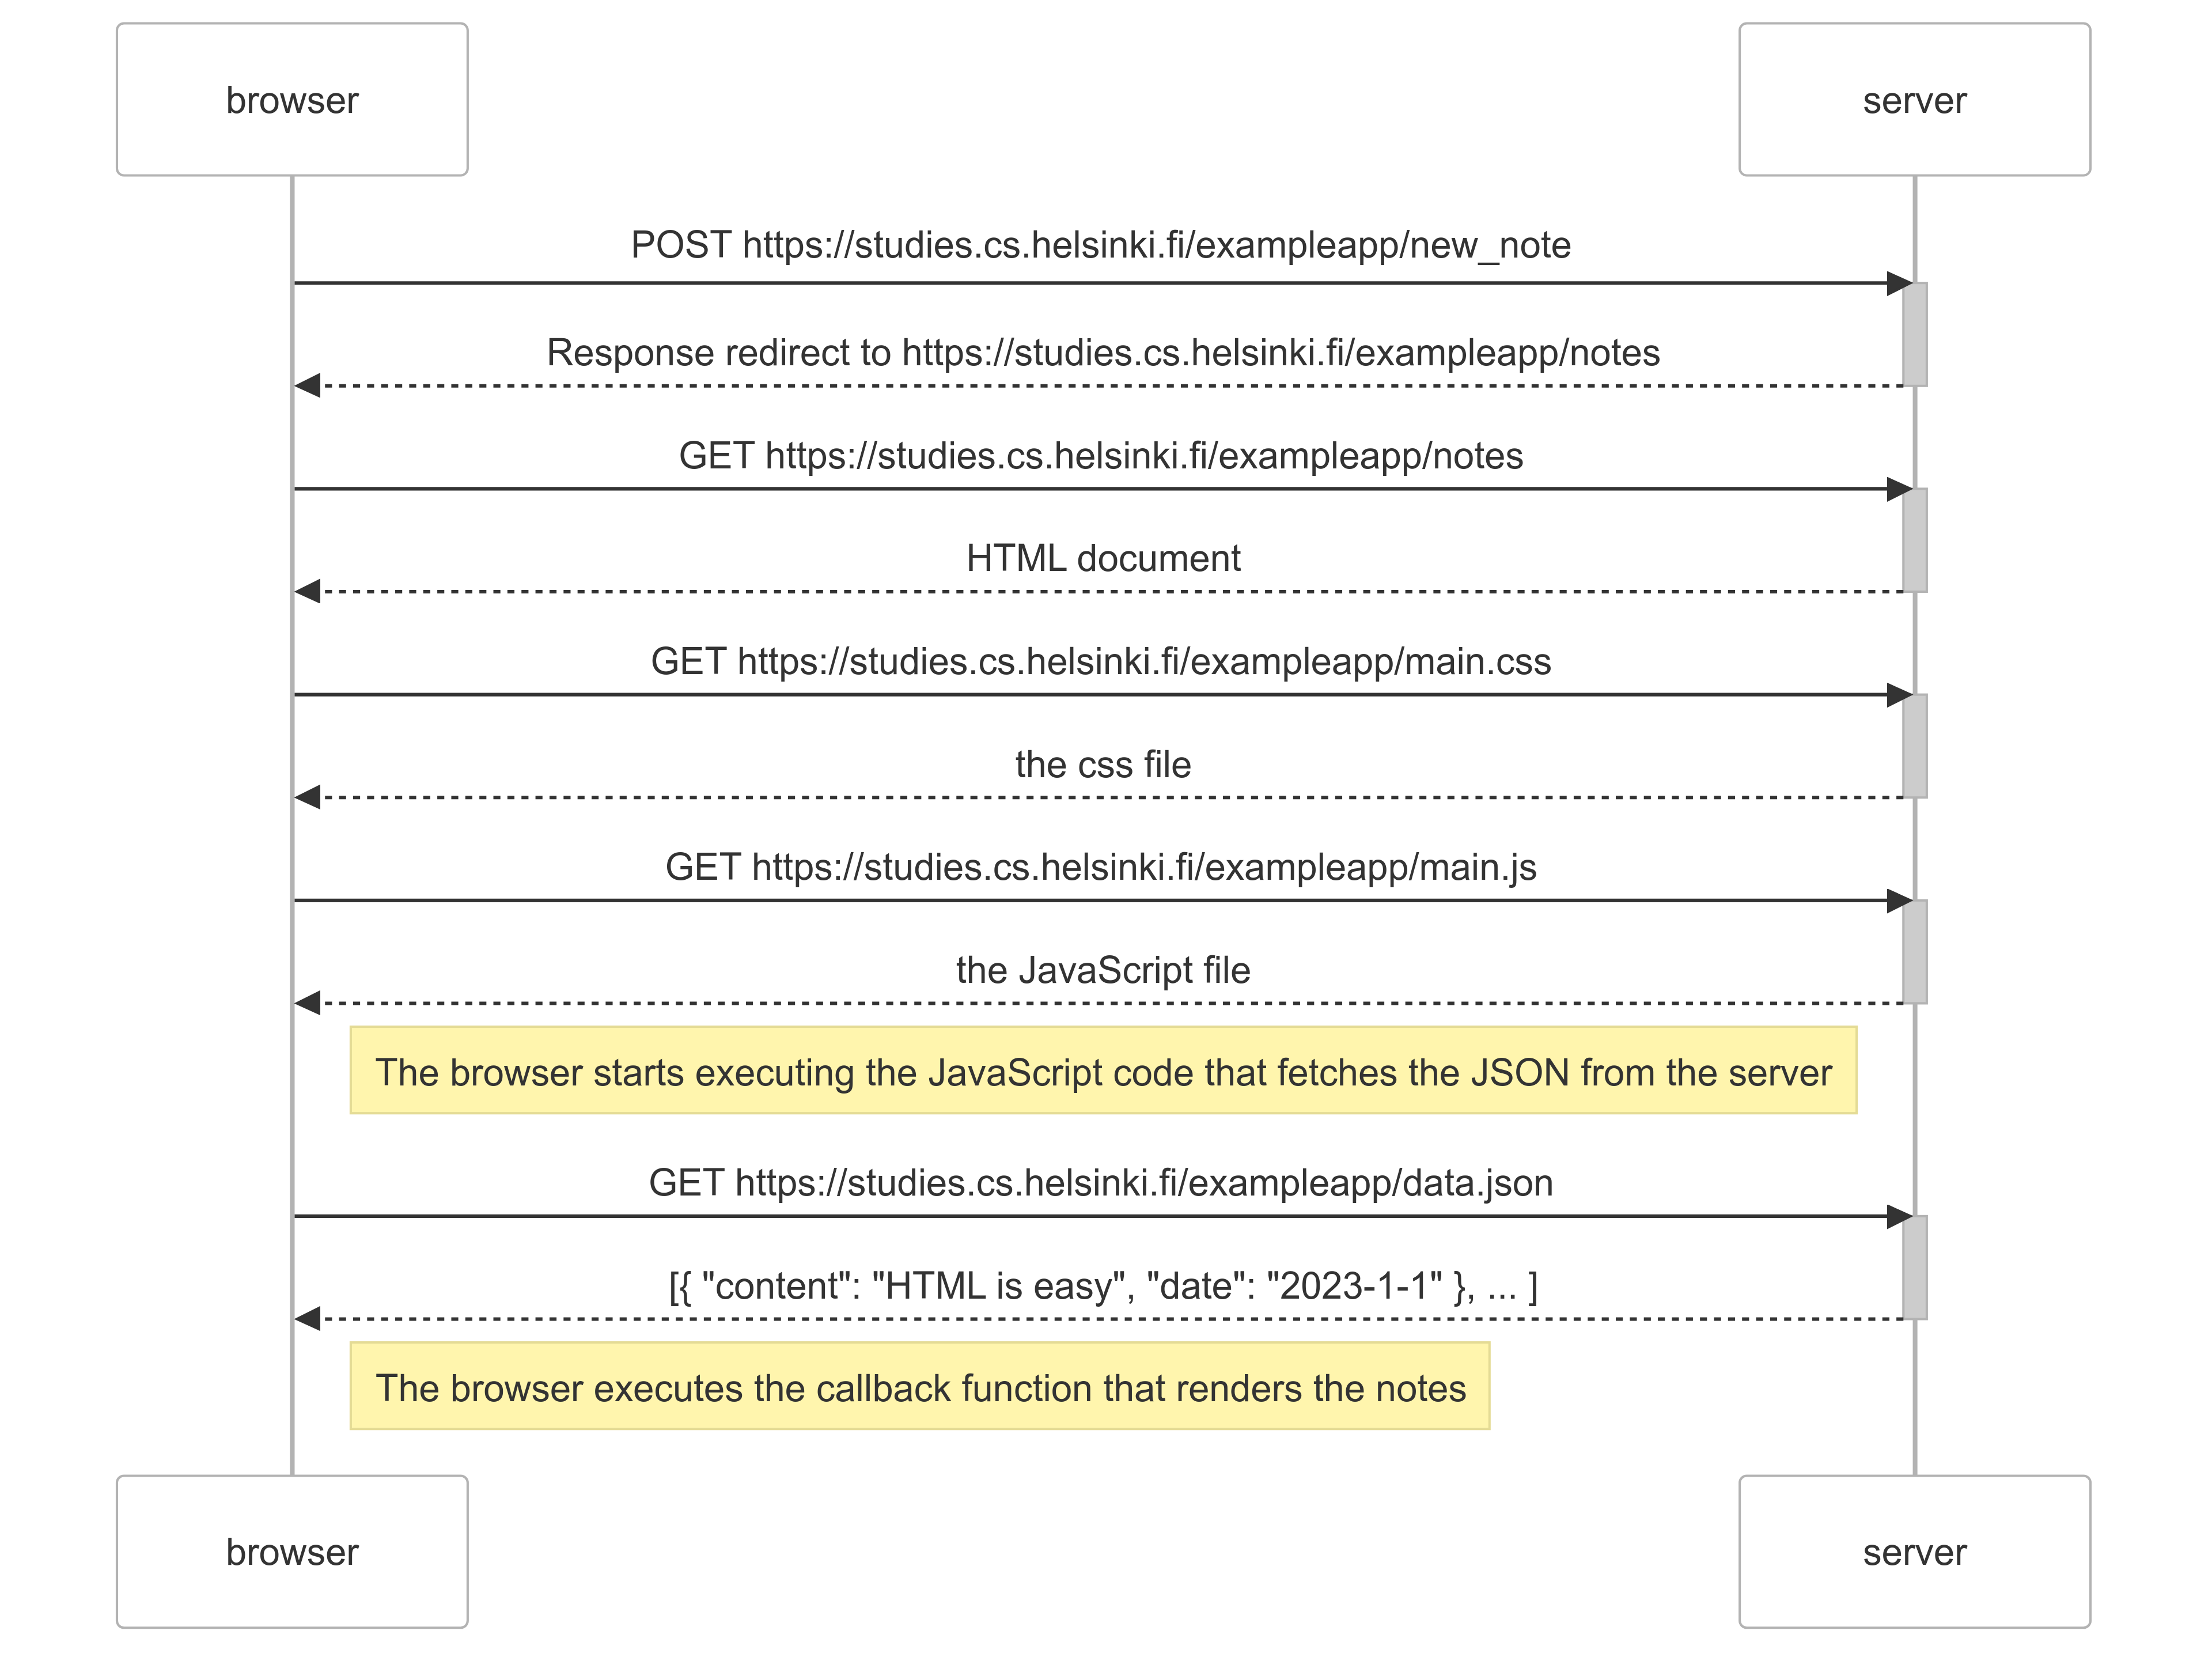 browser
server
POST https://studies.cs.helsinki.fi/exampleapp/new_note
Response redirect to https://studies.cs.helsinki.fi/exampleapp/notes
GET https://studies.cs.helsinki.fi/exampleapp/notes
HTML document
GET https://studies.cs.helsinki.fi/exampleapp/main.css
the css file
GET https://studies.cs.helsinki.fi/exampleapp/main.js
the JavaScript file
The browser starts executing the JavaScript code that fetches the JSON from the server
GET https://studies.cs.helsinki.fi/exampleapp/data.json
[{ "content": "HTML is easy", "date": "2023-1-1" }, ... ]
The browser executes the callback function that renders the notes
browser
server